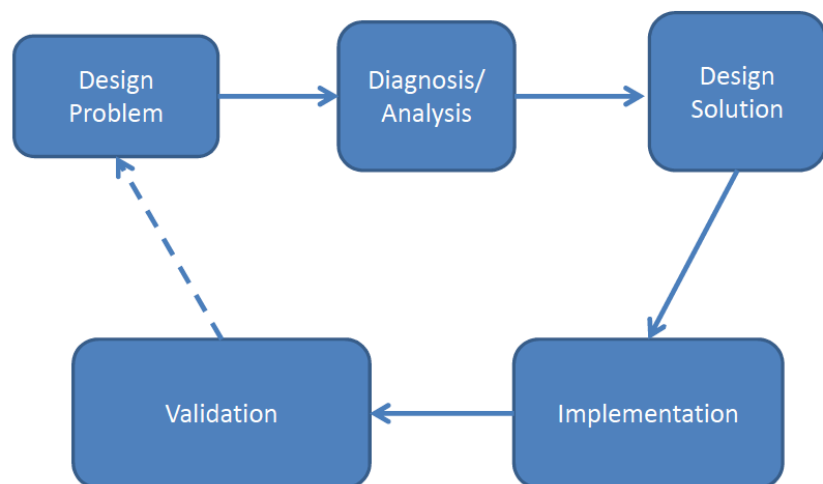 Design
Problem
Diagnosis/
Analysis
Design
Solution
Validation
Implementation